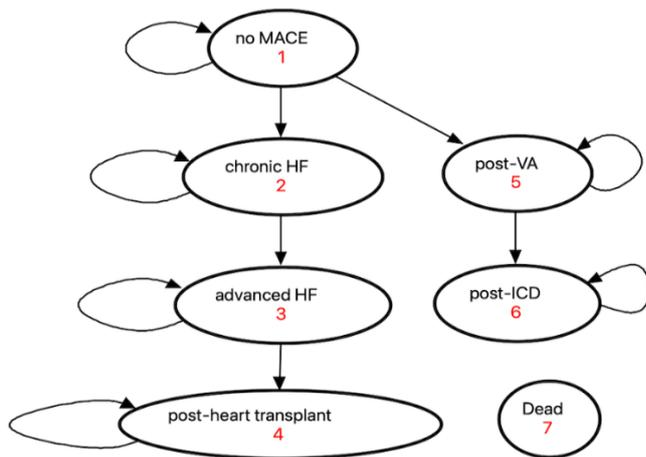 no MACE
1
chronic HF
2
post-VA
5
advanced HF
3
post-ICD
6
post-heart transplant
4
Dead
7